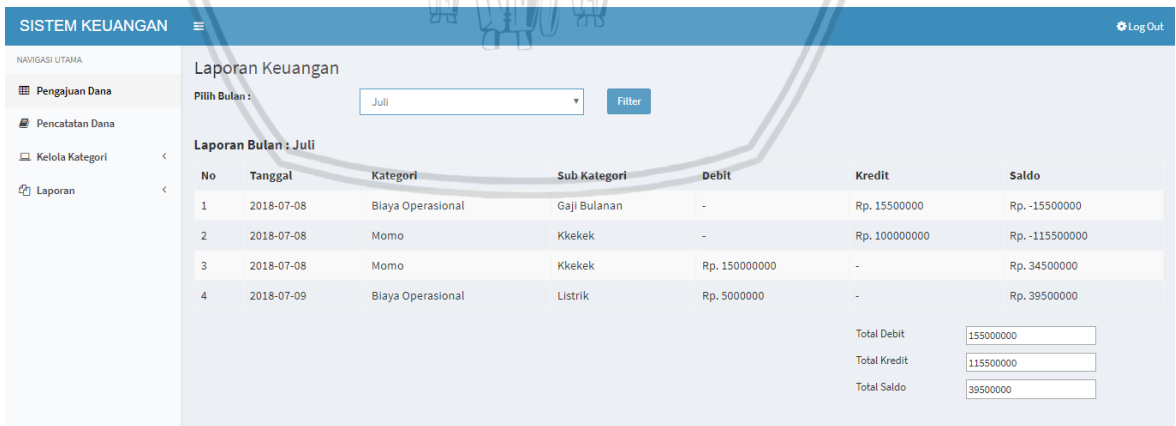 SISTEM KEUANGAN
Log Out
NAVIGASI UTAMA
Pengajuan Dana
Pencatatan Dana
Kelola Kategori
Laporan
Laporan Keuangan
Pilih Bulan :
Juli
Filter
Laporan Bulan : Juli
No Tanggal Kategori Sub Kategori Debit Kredit Saldo
1 2018-07-08 Biaya Operasional Gaji Bulanan - Rp. 15500000 Rp. -15500000
2 2018-07-08 Momo Kkekek - Rp. 100000000 Rp. -115500000
3 2018-07-08 Momo Kkekek Rp. 150000000 - Rp. 34500000
4 2018-07-09 Biaya Operasional Listrik Rp. 5000000 - Rp. 39500000
Total Debit 155000000
Total Kredit 115500000
Total Saldo 39500000